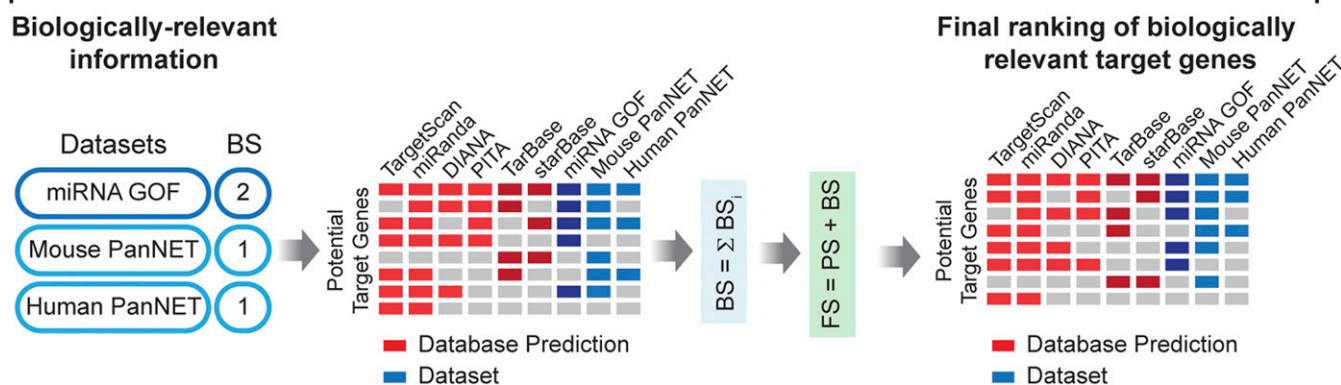 Biologically-relevant
information
Datasets
BS
miRNA GOF
2
Mouse PanNET
1
Human PanNET
1
TargetScan
miRanda
DIANA
PITA
TarBase
starBase
miRNA GOF
Mouse PanNET
Human PanNET
Potential
Target Genes
Database Prediction
Dataset
BS = Σ BSi
FS = PS + BS
Final ranking of biologically
relevant target genes
TargetScan
miRanda
DIANA
PITA
TarBase
starBase
miRNA GOF
Mouse PanNET
Human PanNET
Potential
Target Genes
Database Prediction
Dataset